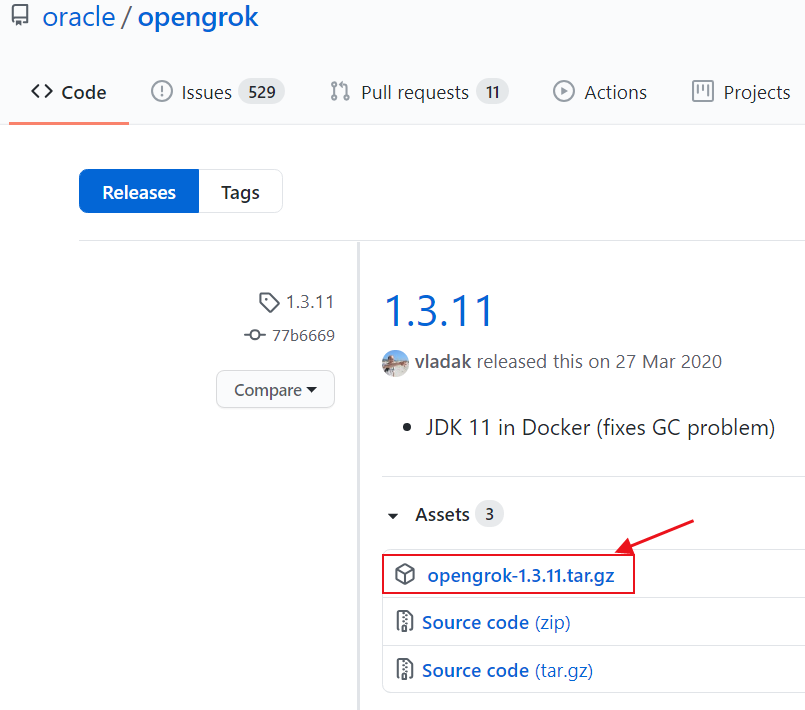 oracle / opengrok
Code Issues 529 Pull requests 11 Actions Projects
Releases Tags
1.3.11
77b6669
Compare
1.3.11
vladak released this on 27 Mar 2020
JDK 11 in Docker (fixes GC problem)
Assets 3
opengrok-1.3.11.tar.gz
Source code (zip)
Source code (tar.gz)